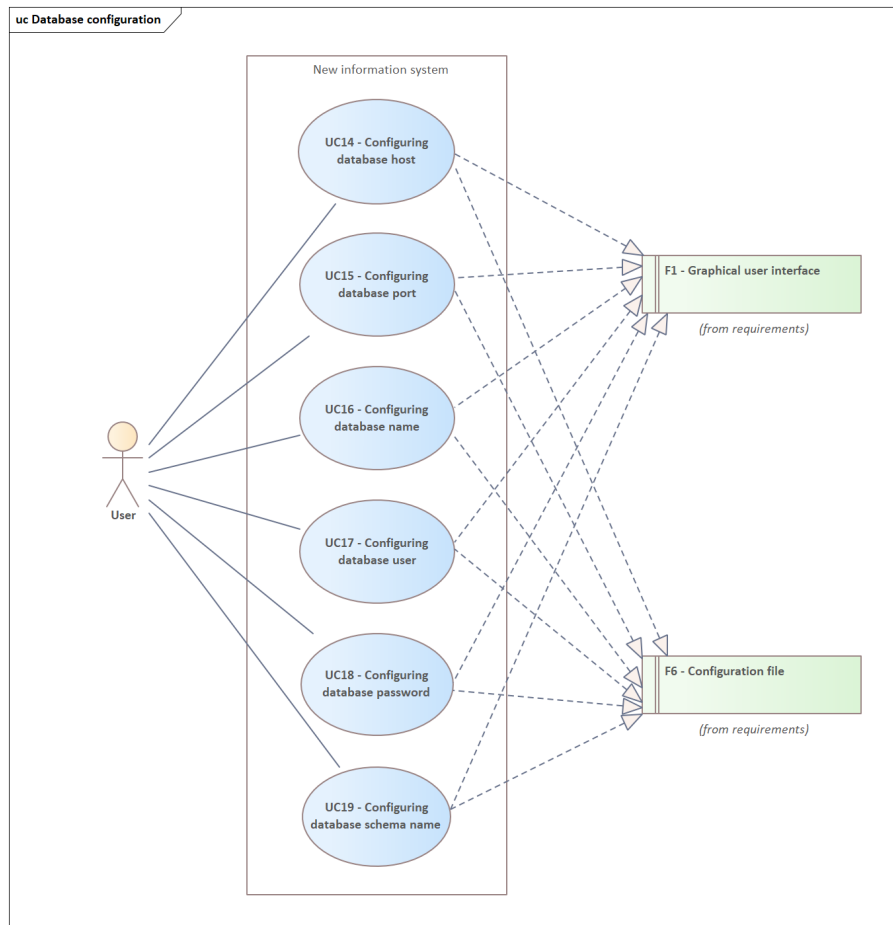 uc Database configuration
New information system
UC14 - Configuring
database host
UC15 - Configuring
database port
F1 - Graphical user interface
(from requirements)
UC16 - Configuring
database name
User
UC17 - Configuring
database user
UC18 - Configuring
database password
F6 - Configuration file
(from requirements)
UC19 - Configuring
database schema name